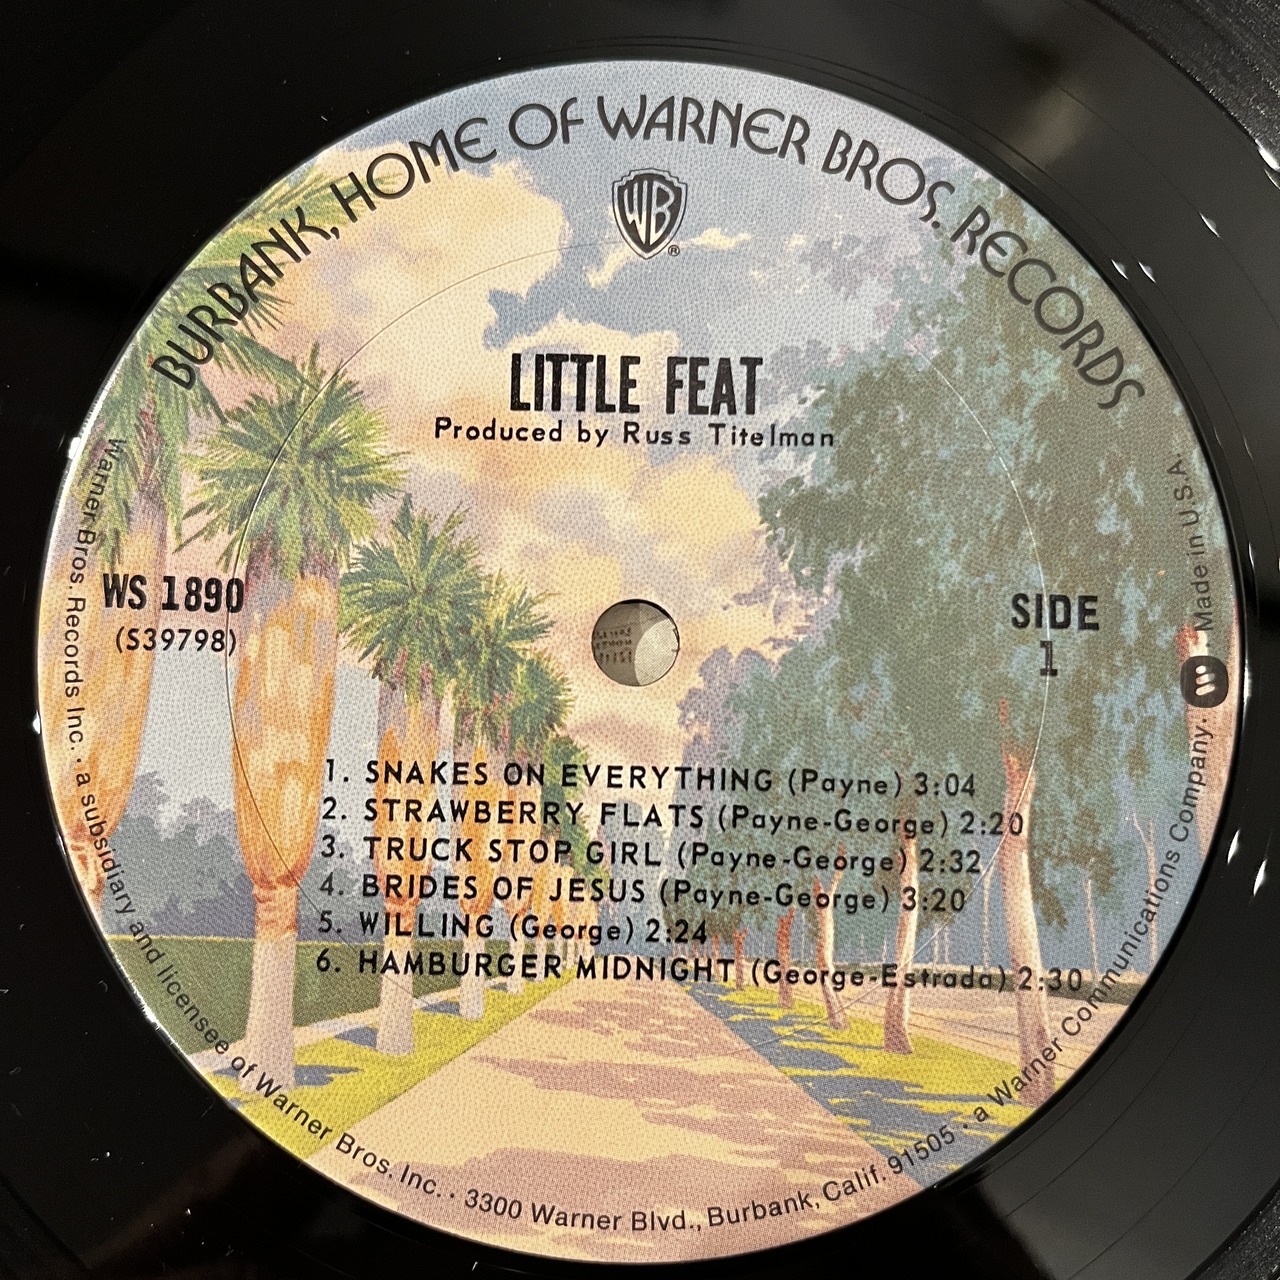 BURBANK, HOME OF WARNER BROS. RECORDS
WB
®
LITTLE FEAT
Produced by Russ Titelman
WS 1890
(S39798)
SIDE
1
1. SNAKES ON EVERYTHING (Payne) 3:04
2. STRAWBERRY FLATS (Payne-George) 2:20
3. TRUCK STOP GIRL (Payne-George) 2:32
4. BRIDES OF JESUS (Payne-George) 3:20
5. WILLING (George) 2:24
6. HAMBURGER MIDNIGHT (George-Estrada) 2:30
Warner Bros. Records Inc. · a subsidiary and licensee of Warner Bros. Inc. · 3300 Warner Blvd., Burbank, Calif. 91505 · a Warner Communications Company. Made in U.S.A.